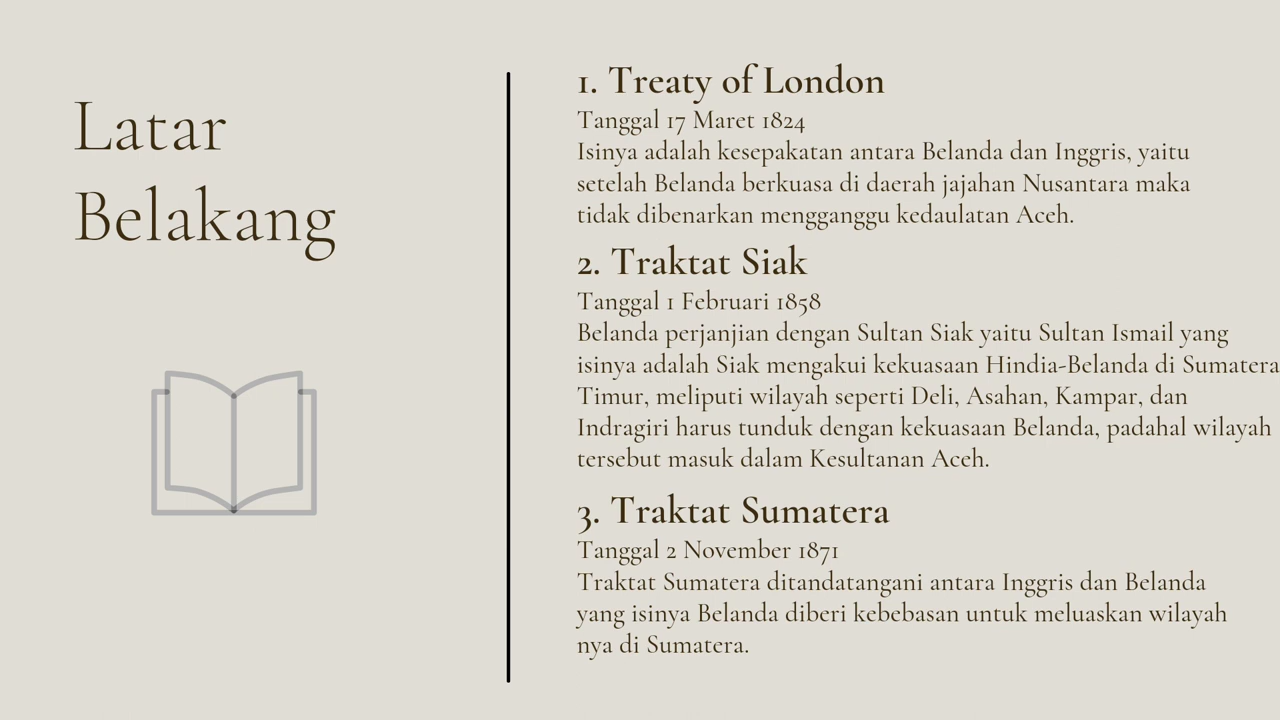 Latar
Belakang
1. Treaty of London
Tanggal 17 Maret 1824
Isinya adalah kesepakatan antara Belanda dan Inggris, yaitu
setelah Belanda berkuasa di daerah jajahan Nusantara maka
tidak dibenarkan mengganggu kedaulatan Aceh.
2. Traktat Siak
Tanggal 1 Februari 1858
Belanda perjanjian dengan Sultan Siak yaitu Sultan Ismail yang
isinya adalah Siak mengakui kekuasaan Hindia-Belanda di Sumatera
Timur, meliputi wilayah seperti Deli, Asahan, Kampar, dan
Indragiri harus tunduk dengan kekuasaan Belanda, padahal wilayah
tersebut masuk dalam Kesultanan Aceh.
3. Traktat Sumatera
Tanggal 2 November 1871
Traktat Sumatera ditandatangani antara Inggris dan Belanda
yang isinya Belanda diberi kebebasan untuk meluaskan wilayah
nya di Sumatera.